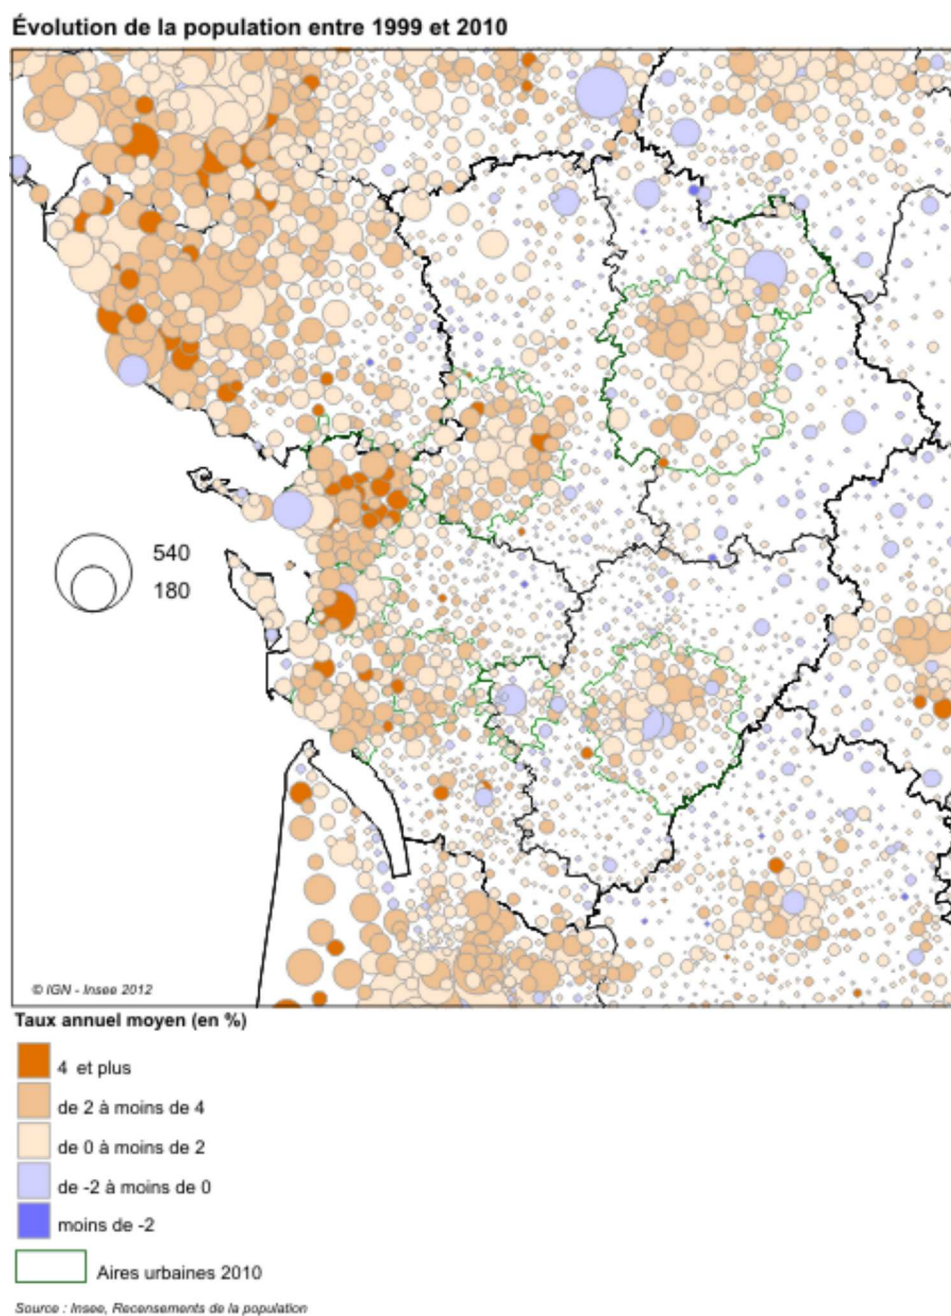 Évolution de la population entre 1999 et 2010
540
180
© IGN - Insee 2012
Taux annuel moyen (en %)
4 et plus
de 2 à moins de 4
de 0 à moins de 2
de -2 à moins de 0
moins de -2
Aires urbaines 2010
Source : Insee, Recensements de la population